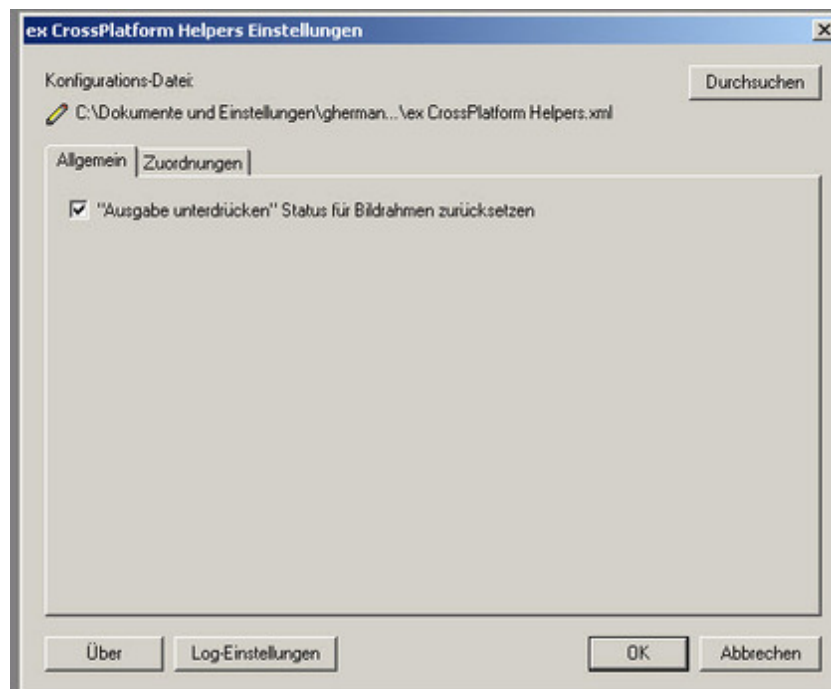 ex CrossPlatform Helpers Einstellungen
Konfigurations-Datei:
Durchsuchen
C:\Dokumente und Einstellungen\gherman...\ex CrossPlatform Helpers.xml
Allgemein
Zuordnungen
"Ausgabe unterdrücken" Status für Bildrahmen zurücksetzen
Über
Log-Einstellungen
OK
Abbrechen